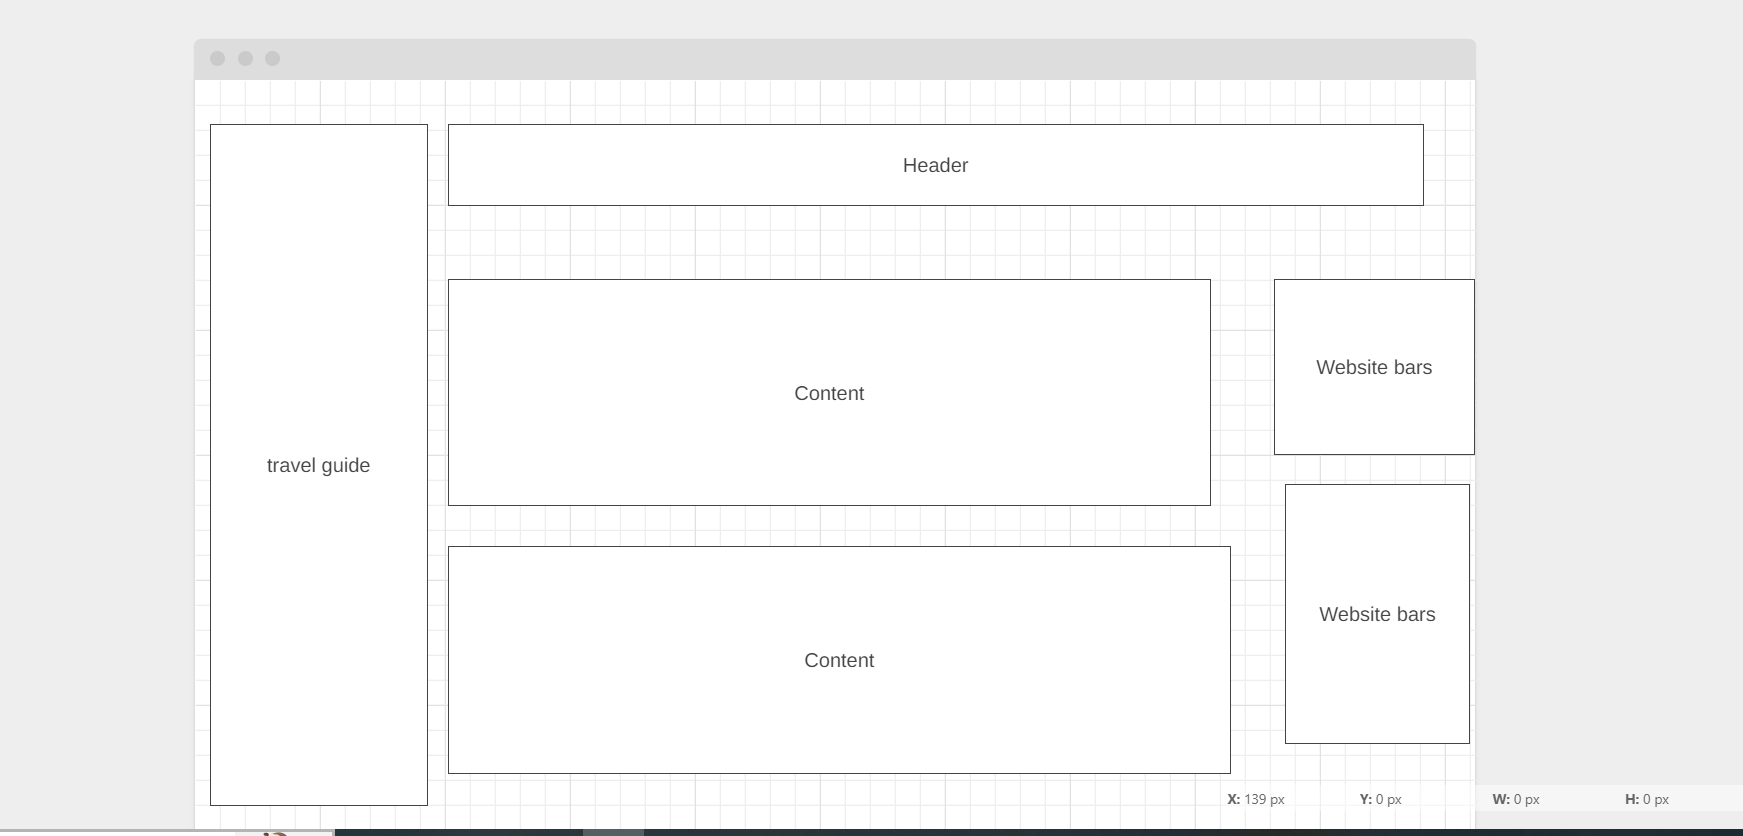 Header
travel guide
Content
Website bars
Content
Website bars
X: 139 px Y: 0 px W: 0 px H: 0 px